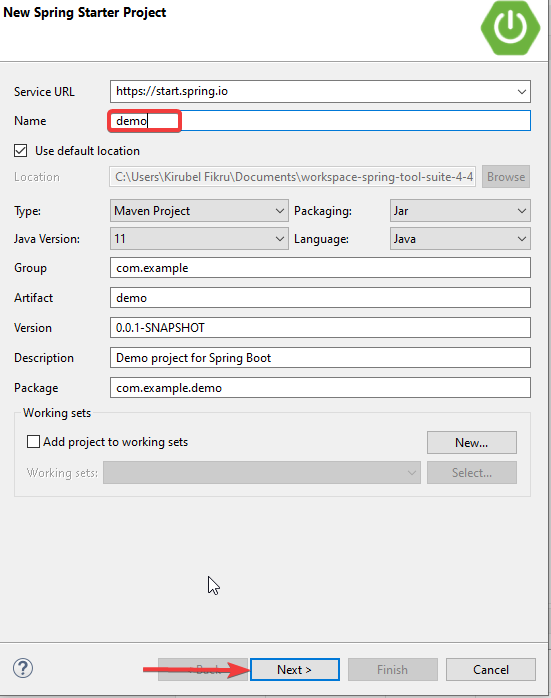 New Spring Starter Project
Service URL https://start.spring.io
Name demo
Use default location
Location C:\Users\Kirubel Fikru\Documents\workspace-spring-tool-suite-4-4 Browse
Type: Maven Project Packaging: Jar
Java Version: 11 Language: Java
Group com.example
Artifact demo
Version 0.0.1-SNAPSHOT
Description Demo project for Spring Boot
Package com.example.demo
Working sets
Add project to working sets New...
Working sets: Select...
? < Back Next > Finish Cancel